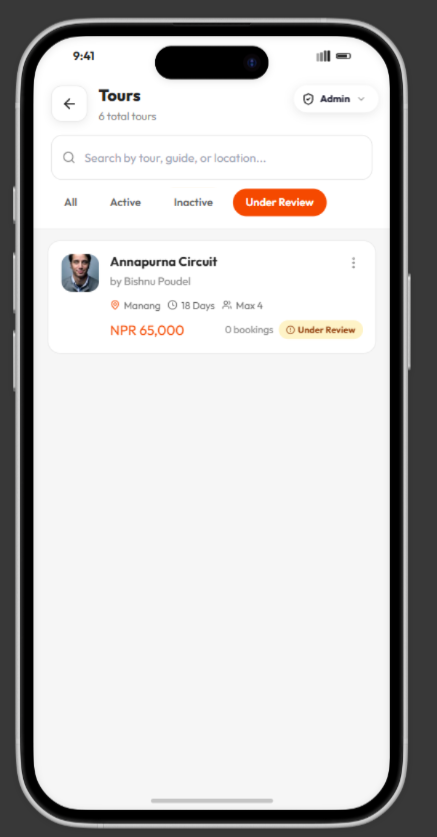 9:41
Tours
6 total tours
Admin
Search by tour, guide, or location...
All Active Inactive Under Review
Annapurna Circuit
by Bishnu Poudel
Manang 18 Days Max 4
NPR 65,000 0 bookings Under Review